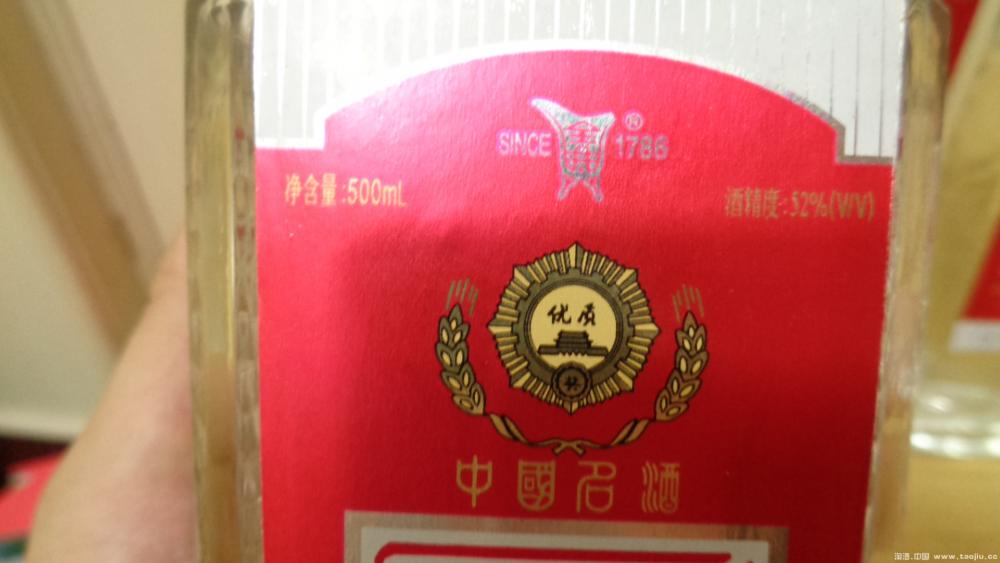 SINCE 1786 ®
净含量:500mL
酒精度:52%(V/V)
优质
奖
中國名酒
淘酒.中国 www.taojiu.cc